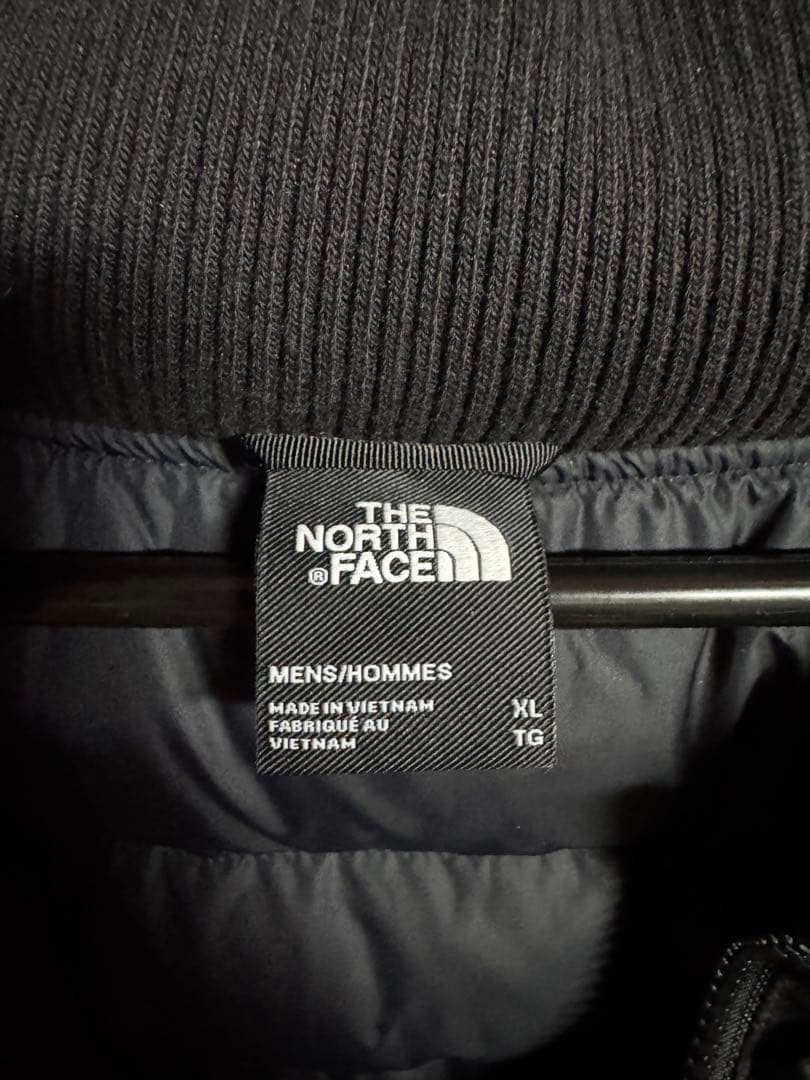 THE
NORTH
®FACE
MENS/HOMMES
MADE IN VIETNAM
FABRIQUÉ AU
VIETNAM
XL
TG